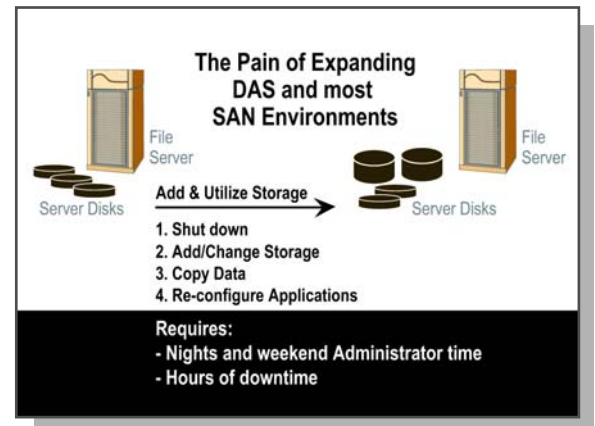 The Pain of Expanding
DAS and most
SAN Environments
File
Server
Server Disks
Add & Utilize Storage
1. Shut down
2. Add/Change Storage
3. Copy Data
4. Re-configure Applications
File
Server
Server Disks
Requires:
- Nights and weekend Administrator time
- Hours of downtime